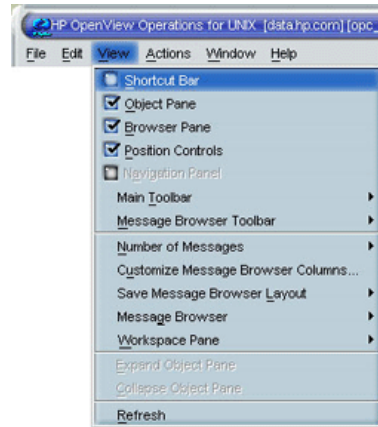 HP OpenView Operations for UNIX [data.hp.com] [opc_
File Edit View Actions Window Help
Shortcut Bar
Object Pane
Browser Pane
Position Controls
Navigation Panel
Main Toolbar
Message Browser Toolbar
Number of Messages
Customize Message Browser Columns...
Save Message Browser Layout
Message Browser
Workspace Pane
Expand Object Pane
Collapse Object Pane
Refresh